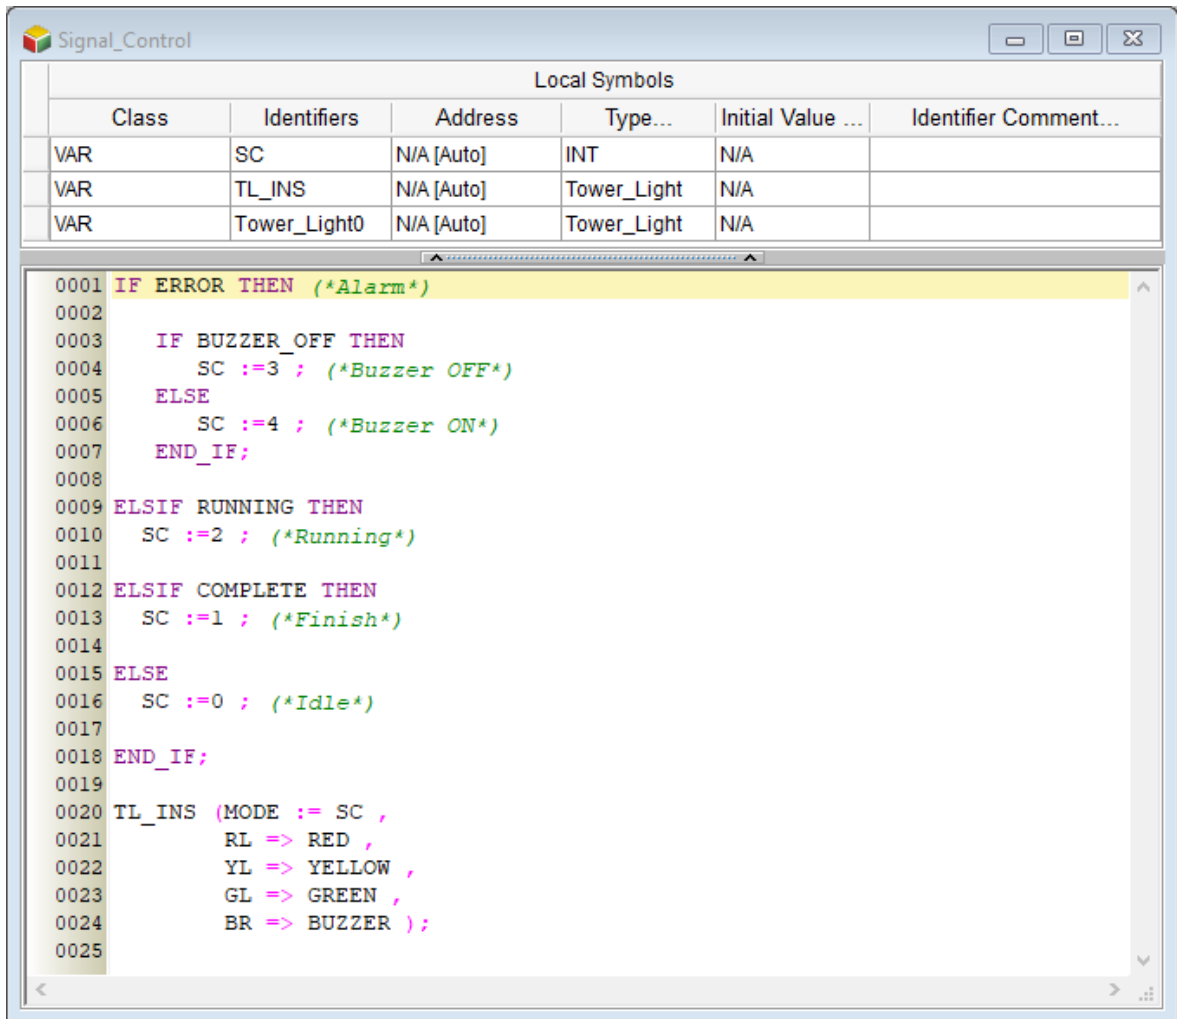 Signal_Control
Local Symbols
Class Identifiers Address Type... Initial Value ... Identifier Comment...
VAR SC N/A [Auto] INT N/A
VAR TL_INS N/A [Auto] Tower_Light N/A
VAR Tower_Light0 N/A [Auto] Tower_Light N/A
0001 IF ERROR THEN (*Alarm*)
0002
0003 IF BUZZER_OFF THEN
0004 SC :=3 ; (*Buzzer OFF*)
0005 ELSE
0006 SC :=4 ; (*Buzzer ON*)
0007 END_IF;
0008
0009 ELSIF RUNNING THEN
0010 SC :=2 ; (*Running*)
0011
0012 ELSIF COMPLETE THEN
0013 SC :=1 ; (*Finish*)
0014
0015 ELSE
0016 SC :=0 ; (*Idle*)
0017
0018 END_IF;
0019
0020 TL_INS (MODE := SC ,
0021 RL => RED ,
0022 YL => YELLOW ,
0023 GL => GREEN ,
0024 BR => BUZZER );
0025